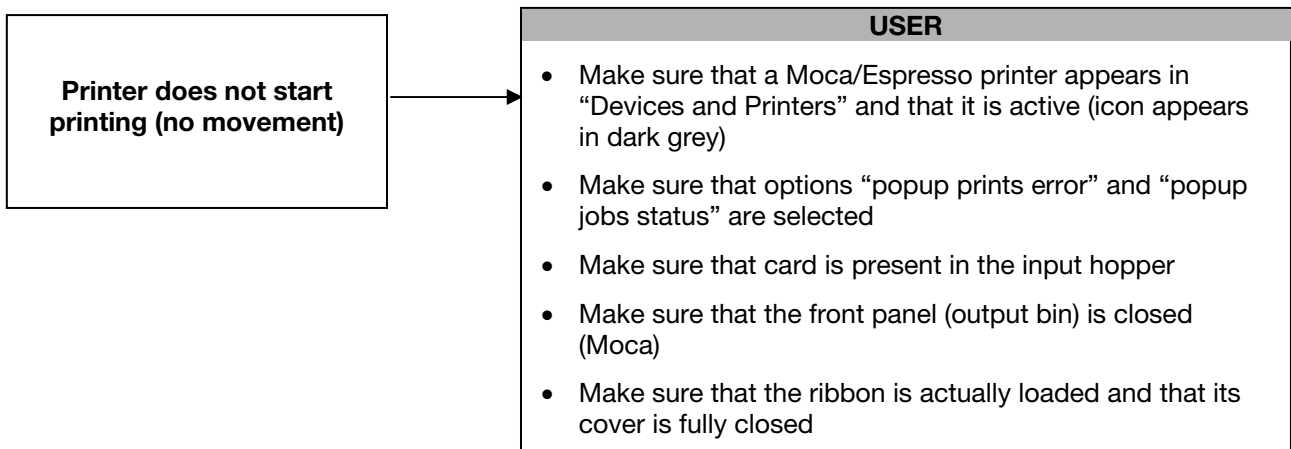 Printer does not start
printing (no movement)
USER
• Make sure that a Moca/Espresso printer appears in
“Devices and Printers” and that it is active (icon appears
in dark grey)
• Make sure that options “popup prints error” and “popup
jobs status” are selected
• Make sure that card is present in the input hopper
• Make sure that the front panel (output bin) is closed
(Moca)
• Make sure that the ribbon is actually loaded and that its
cover is fully closed